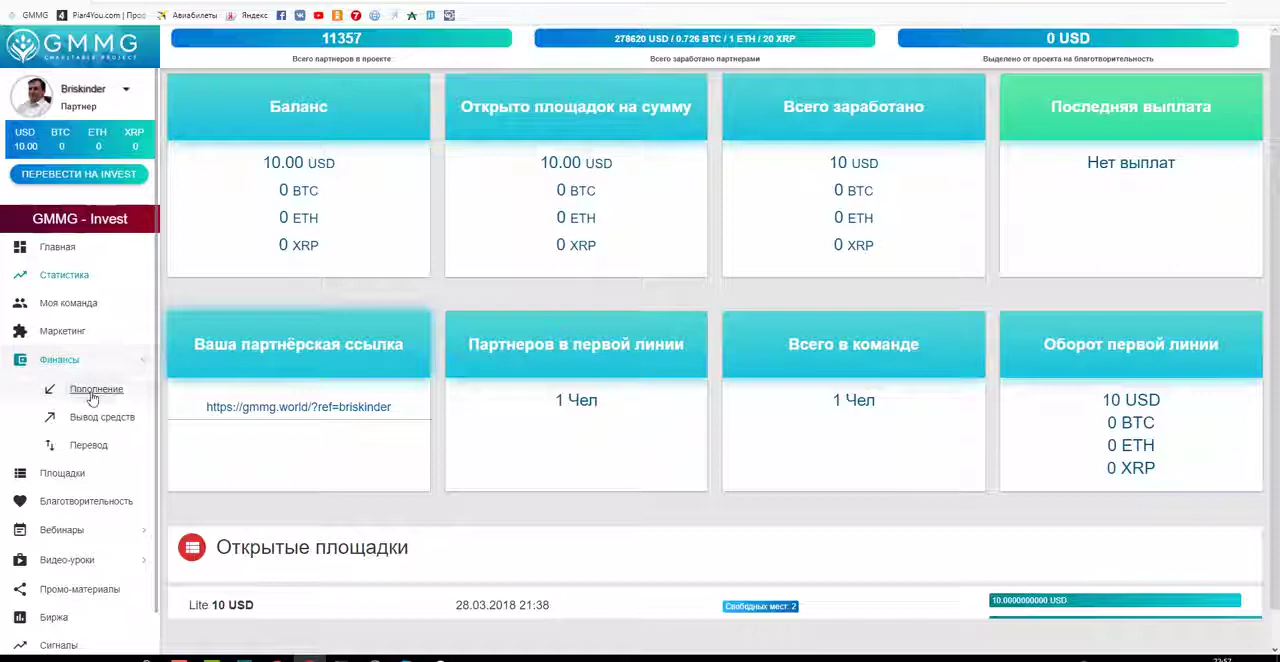 GMMG
Piar4You.com | Прос
Авиабилеты
Яндекс
GMMG
CHARITABLE PROJECT
11357
Всего партнеров в проекте
278620 USD / 0.726 BTC / 1 ETH / 20 XRP
Всего заработано партнерами
0 USD
Выделено от проекта на благотворительность
Briskinder
Партнер
USD BTC ETH XRP
10.00 0 0 0
ПЕРЕВЕСТИ НА INVEST
GMMG - Invest
Главная
Статистика
Моя команда
Маркетинг
Финансы
Пополнение
Вывод средств
Перевод
Площадки
Благотворительность
Вебинары
Видео-уроки
Промо-материалы
Биржа
Сигналы
Баланс
10.00 USD
0 BTC
0 ETH
0 XRP
Открыто площадок на сумму
10.00 USD
0 BTC
0 ETH
0 XRP
Всего заработано
10 USD
0 BTC
0 ETH
0 XRP
Последняя выплата
Нет выплат
Ваша партнёрская ссылка
https://gmmg.world/?ref=briskinder
Партнеров в первой линии
1 Чел
Всего в команде
1 Чел
Оборот первой линии
10 USD
0 BTC
0 ETH
0 XRP
Открытые площадки
Lite 10 USD
28.03.2018 21:38
Свободных мест: 2
10.0000000000 USD